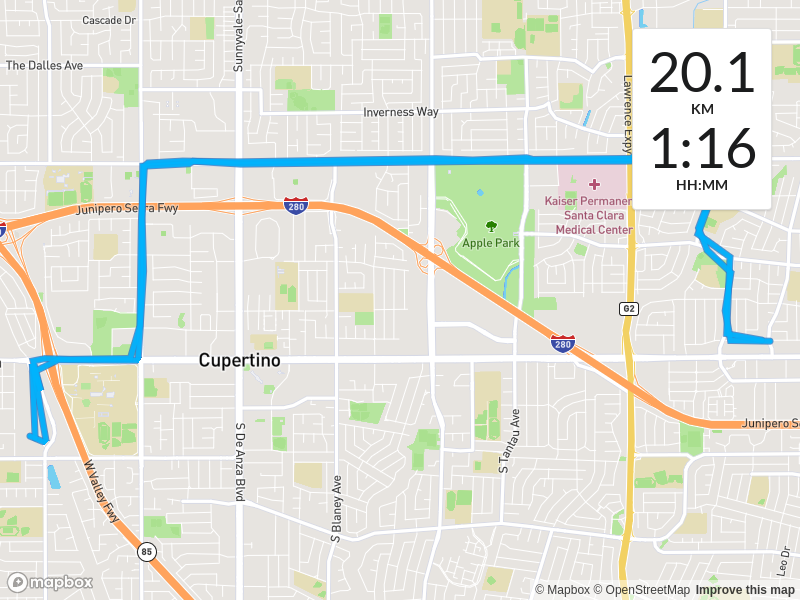 Cascade Dr
Sunnyvale-Sa
The Dalles Ave
Inverness Way
Lawrence Expy
20.1
KM
1:16
HH:MM
Kaiser Permanen
Santa Clara
Medical Center
Junipero Serra Fwy
280
Apple Park
G2
280
Cupertino
Junipero Se
S De Anza Blvd
S Blaney Ave
S Tantau Ave
W Valley Fwy
85
Leo Dr
mapbox
© Mapbox © OpenStreetMap Improve this map